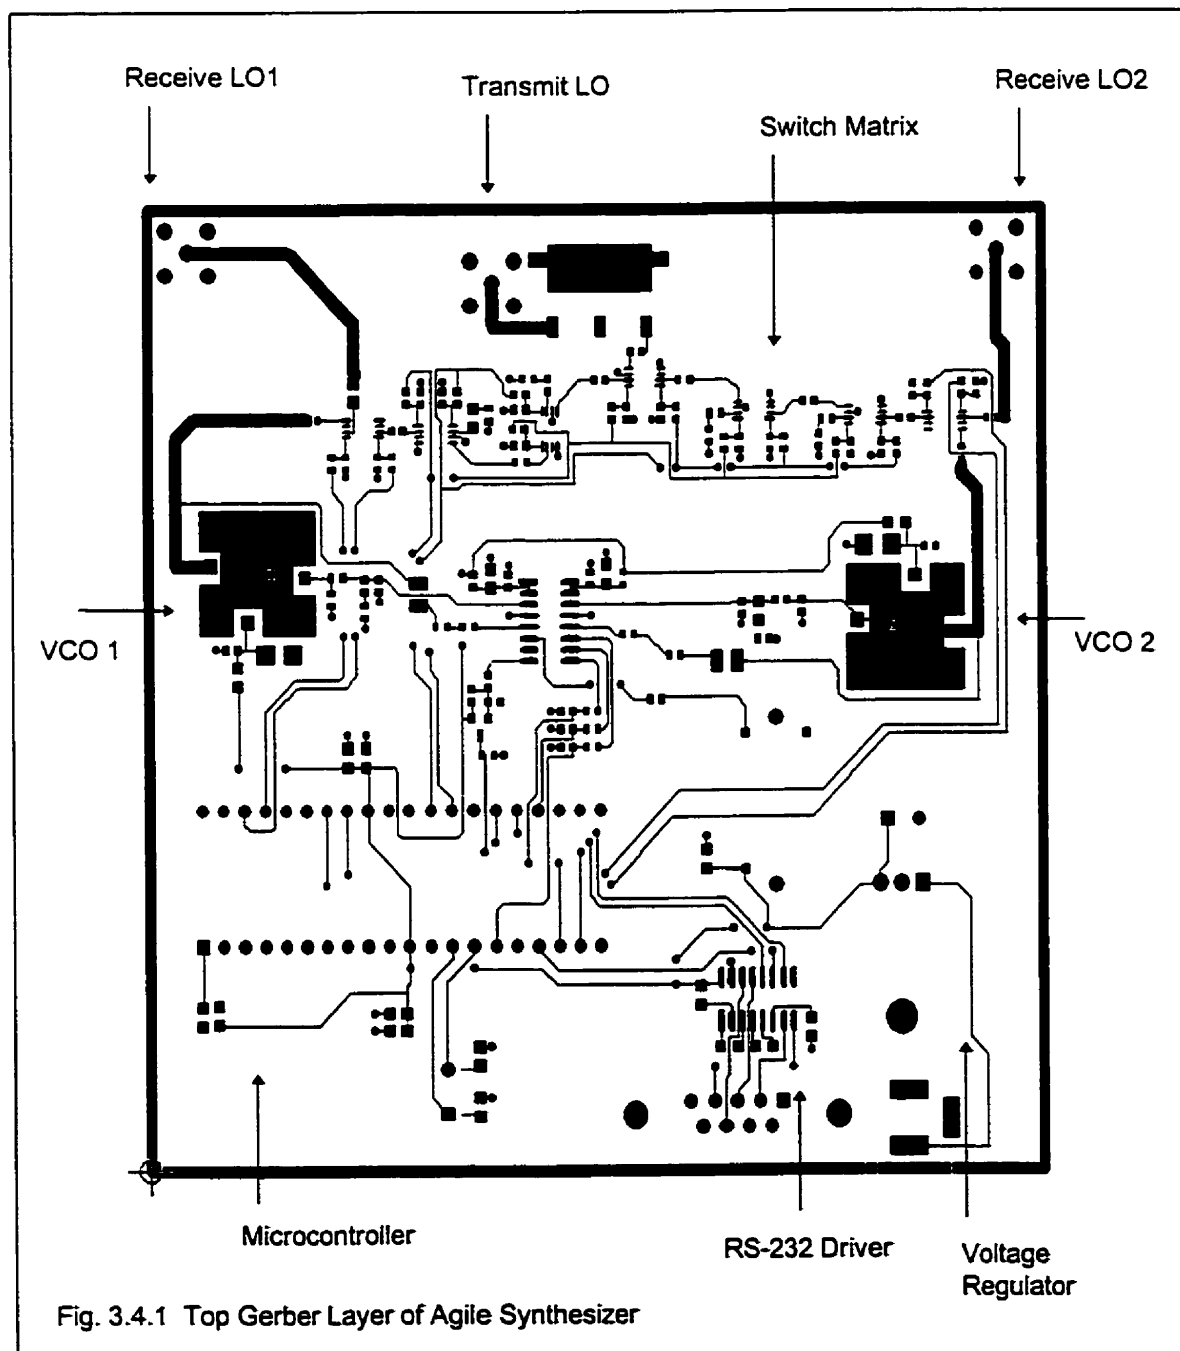 Receive LO1
Transmit LO
Receive LO2
Switch Matrix
VCO 1
VCO 2
Microcontroller
RS-232 Driver
Voltage
Regulator
Fig. 3.4.1 Top Gerber Layer of Agile Synthesizer